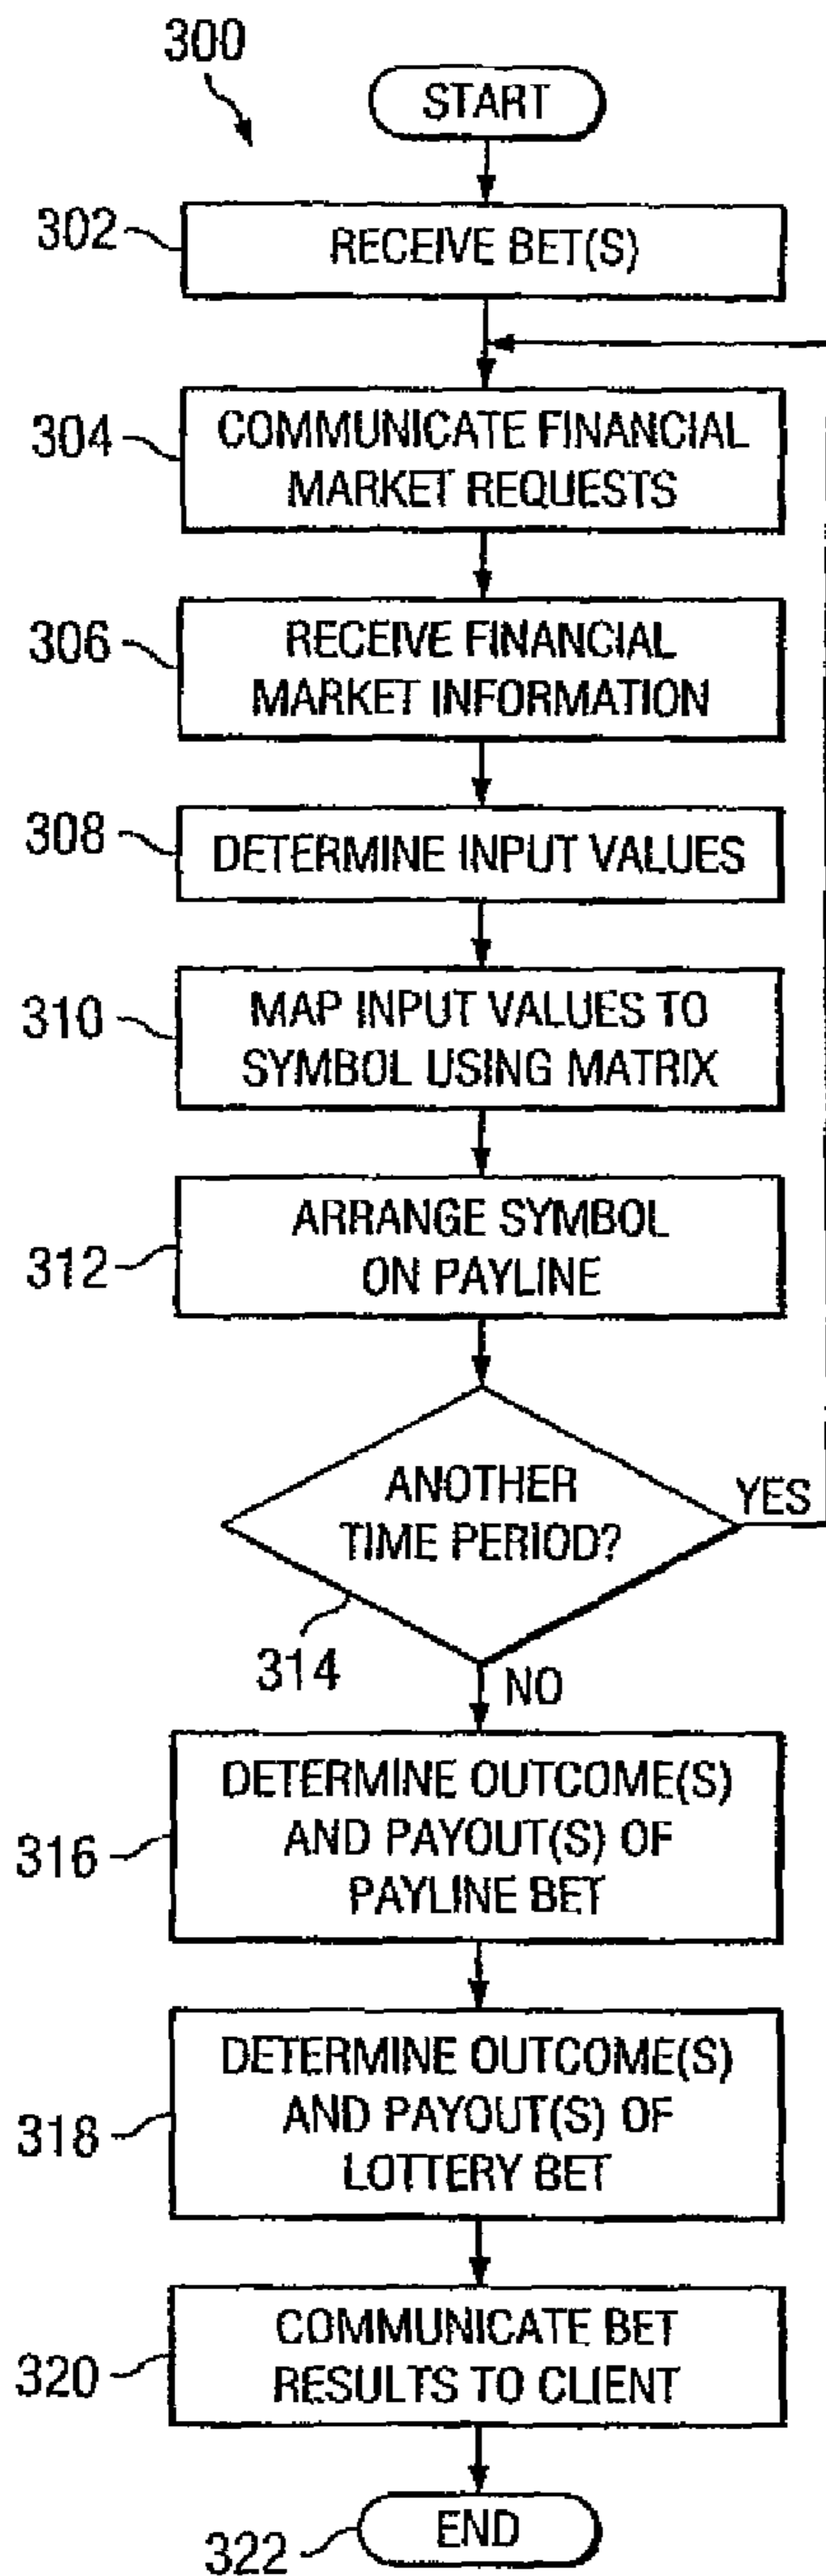 300
START
302
RECEIVE BET(S)
304
COMMUNICATE FINANCIAL
MARKET REQUESTS
306
RECEIVE FINANCIAL
MARKET INFORMATION
308
DETERMINE INPUT VALUES
310
MAP INPUT VALUES TO
SYMBOL USING MATRIX
312
ARRANGE SYMBOL
ON PAYLINE
ANOTHER
TIME PERIOD?
YES
314
NO
316
DETERMINE OUTCOME(S)
AND PAYOUT(S) OF
PAYLINE BET
318
DETERMINE OUTCOME(S)
AND PAYOUT(S) OF
LOTTERY BET
320
COMMUNICATE BET
RESULTS TO CLIENT
322
END